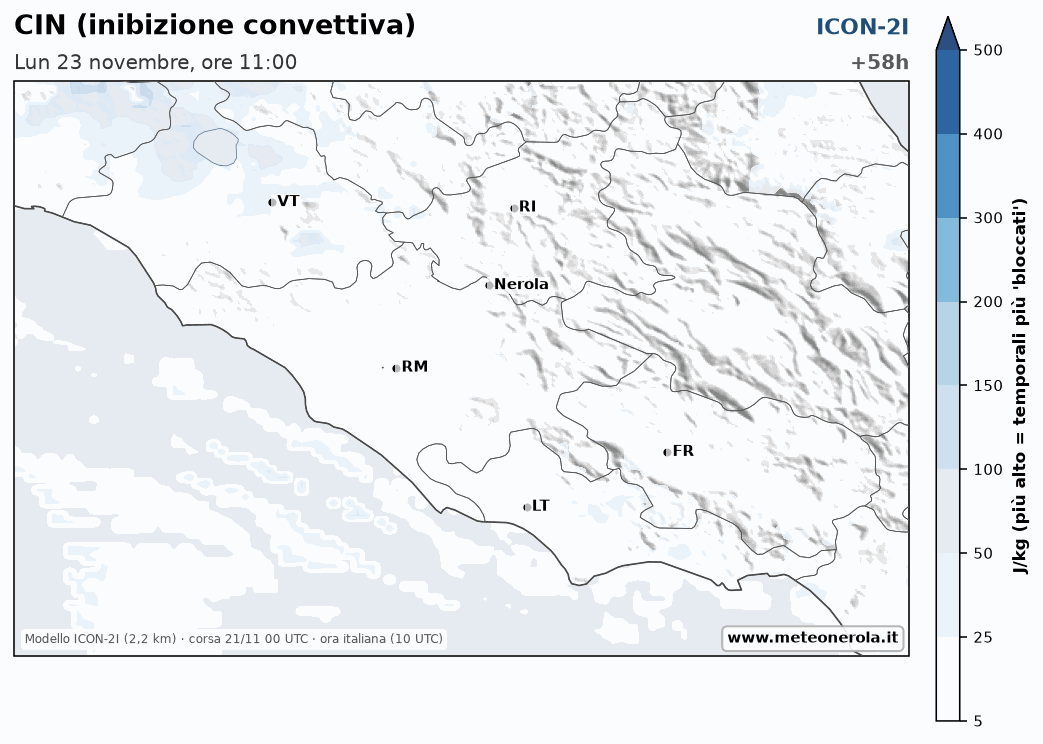 CIN (inibizione convettiva)
ICON-2I
Lun 23 novembre, ore 11:00
+58h
VT
RI
Nerola
RM
FR
LT
Modello ICON-2I (2,2 km) · corsa 21/11 00 UTC · ora italiana (10 UTC)
www.meteonerola.it
500
400
300
200
150
100
50
25
5
J/kg (più alto = temporali più 'bloccati')